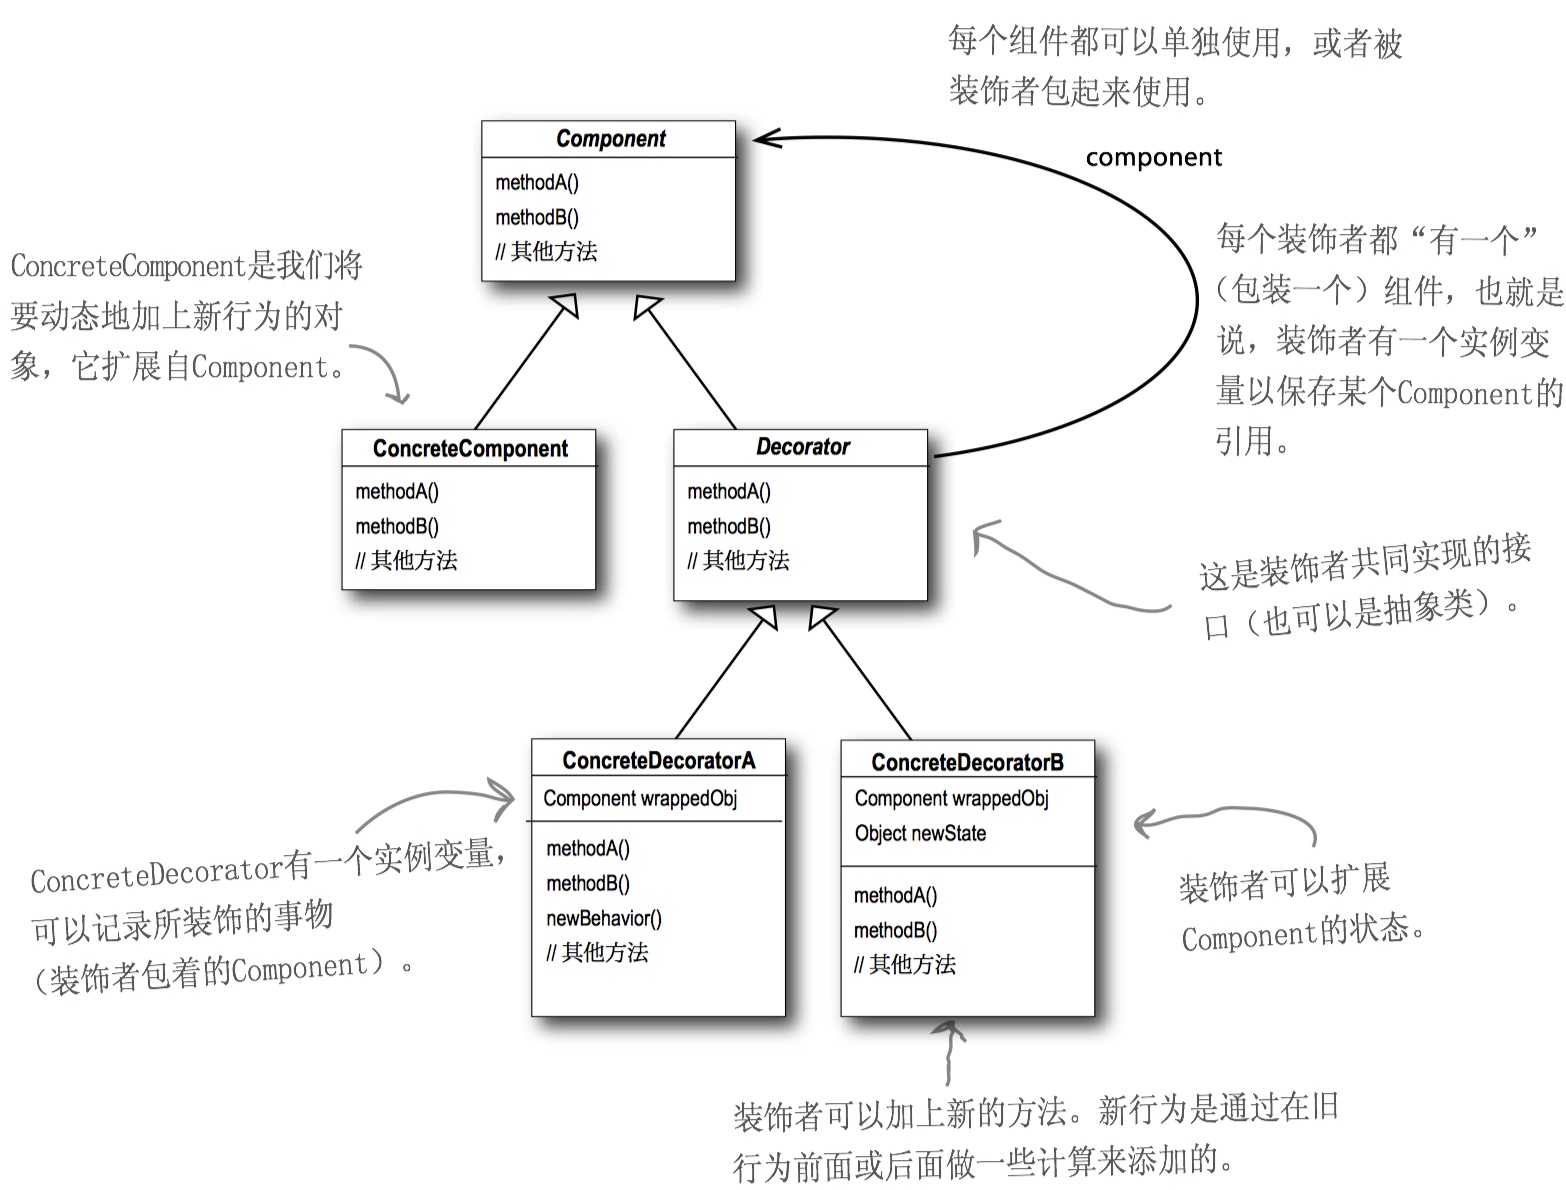 每个组件都可以单独使用，或者被
装饰者包起来使用。
Component
methodA()
methodB()
// 其他方法
component
ConcreteComponent是我们将
要动态地加上新行为的对
象，它扩展自Component。
每个装饰者都“有一个”
（包装一个）组件，也就是
说，装饰者有一个实例变
量以保存某个Component的
引用。
ConcreteComponent
methodA()
methodB()
// 其他方法
Decorator
methodA()
methodB()
// 其他方法
这是装饰者共同实现的接
口（也可以是抽象类）。
ConcreteDecoratorA
Component wrappedObj
methodA()
methodB()
newBehavior()
// 其他方法
ConcreteDecoratorB
Component wrappedObj
Object newState
methodA()
methodB()
// 其他方法
ConcreteDecorator有一个实例变量，
可以记录所装饰的事物
（装饰者包着的Component）。
装饰者可以扩展
Component的状态。
装饰者可以加上新的方法。新行为是通过在旧
行为前面或后面做一些计算来添加的。